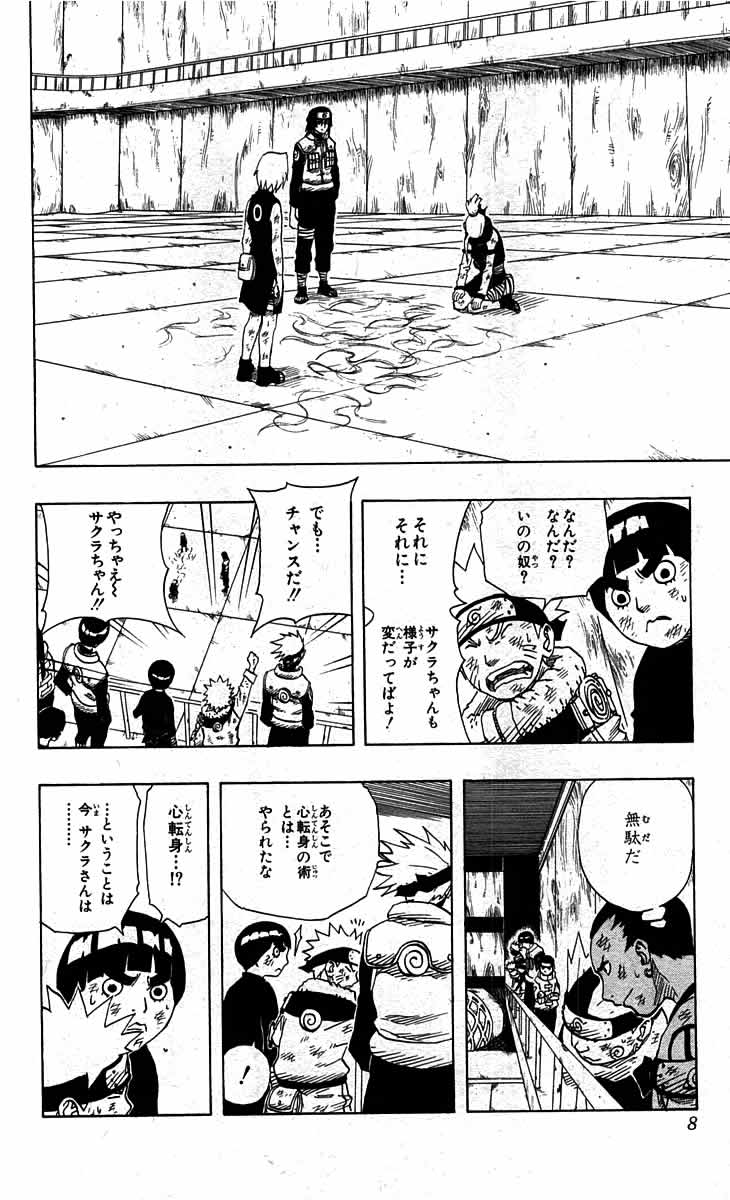 なんだ?
なんだ?
いのの奴?
それに
それに…
サクラちゃんも
様子が
変だってばよ!
でも…
チャンスだ!!
やっちゃえ~
サクラちゃん!!
無駄だ
あそこで
心転身の術
とは…
やられたな
!
心転身…!?
…ということは
今 サクラさんは
………
8